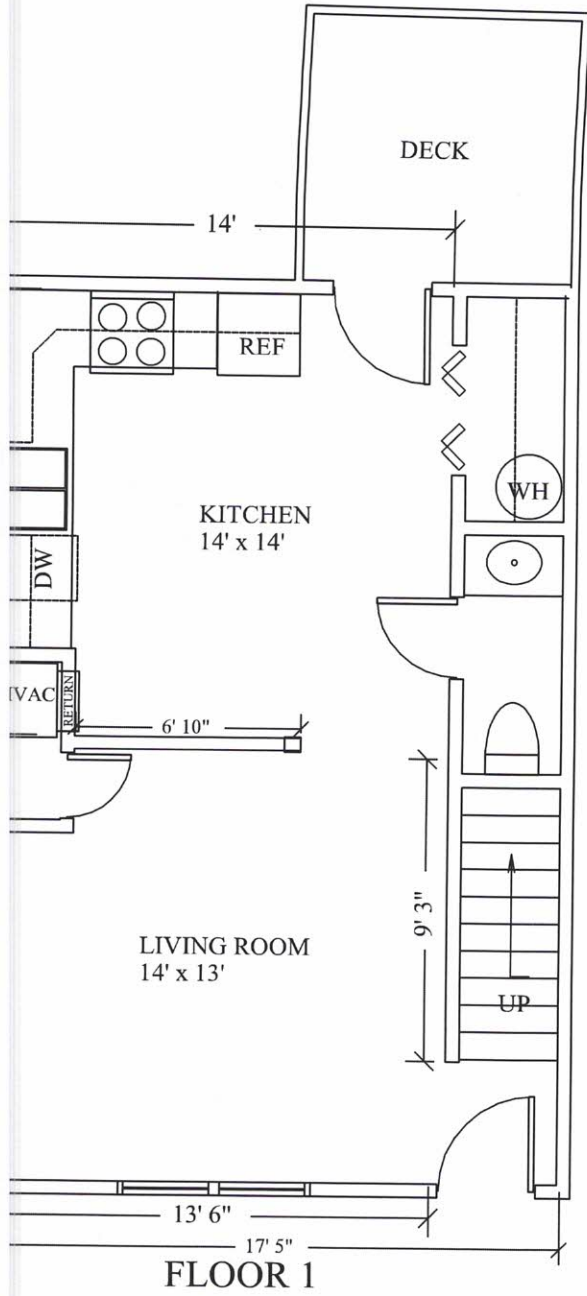 DECK
14'
REF
KITCHEN
14' x 14'
WH
DW
IVAC
RETURN
6' 10"
9' 3"
LIVING ROOM
14' x 13'
UP
13' 6"
17' 5"
FLOOR 1